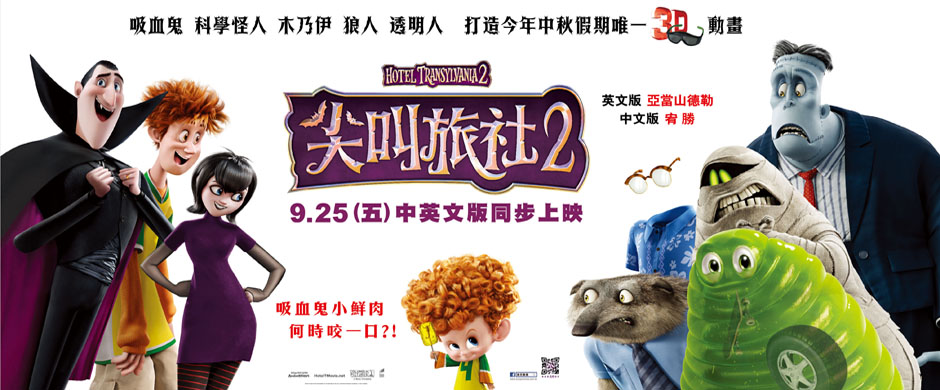 吸血鬼 科學怪人 木乃伊 狼人 透明人 打造今年中秋假期唯一 3D 動畫
HOTEL TRANSYLVANIA 2
尖叫旅社2
9.25(五)中英文版同步上映
英文版 亞當山德勒
中文版 宥勝
吸血鬼小鮮肉
何時咬一口?!
HotelTMovie.net